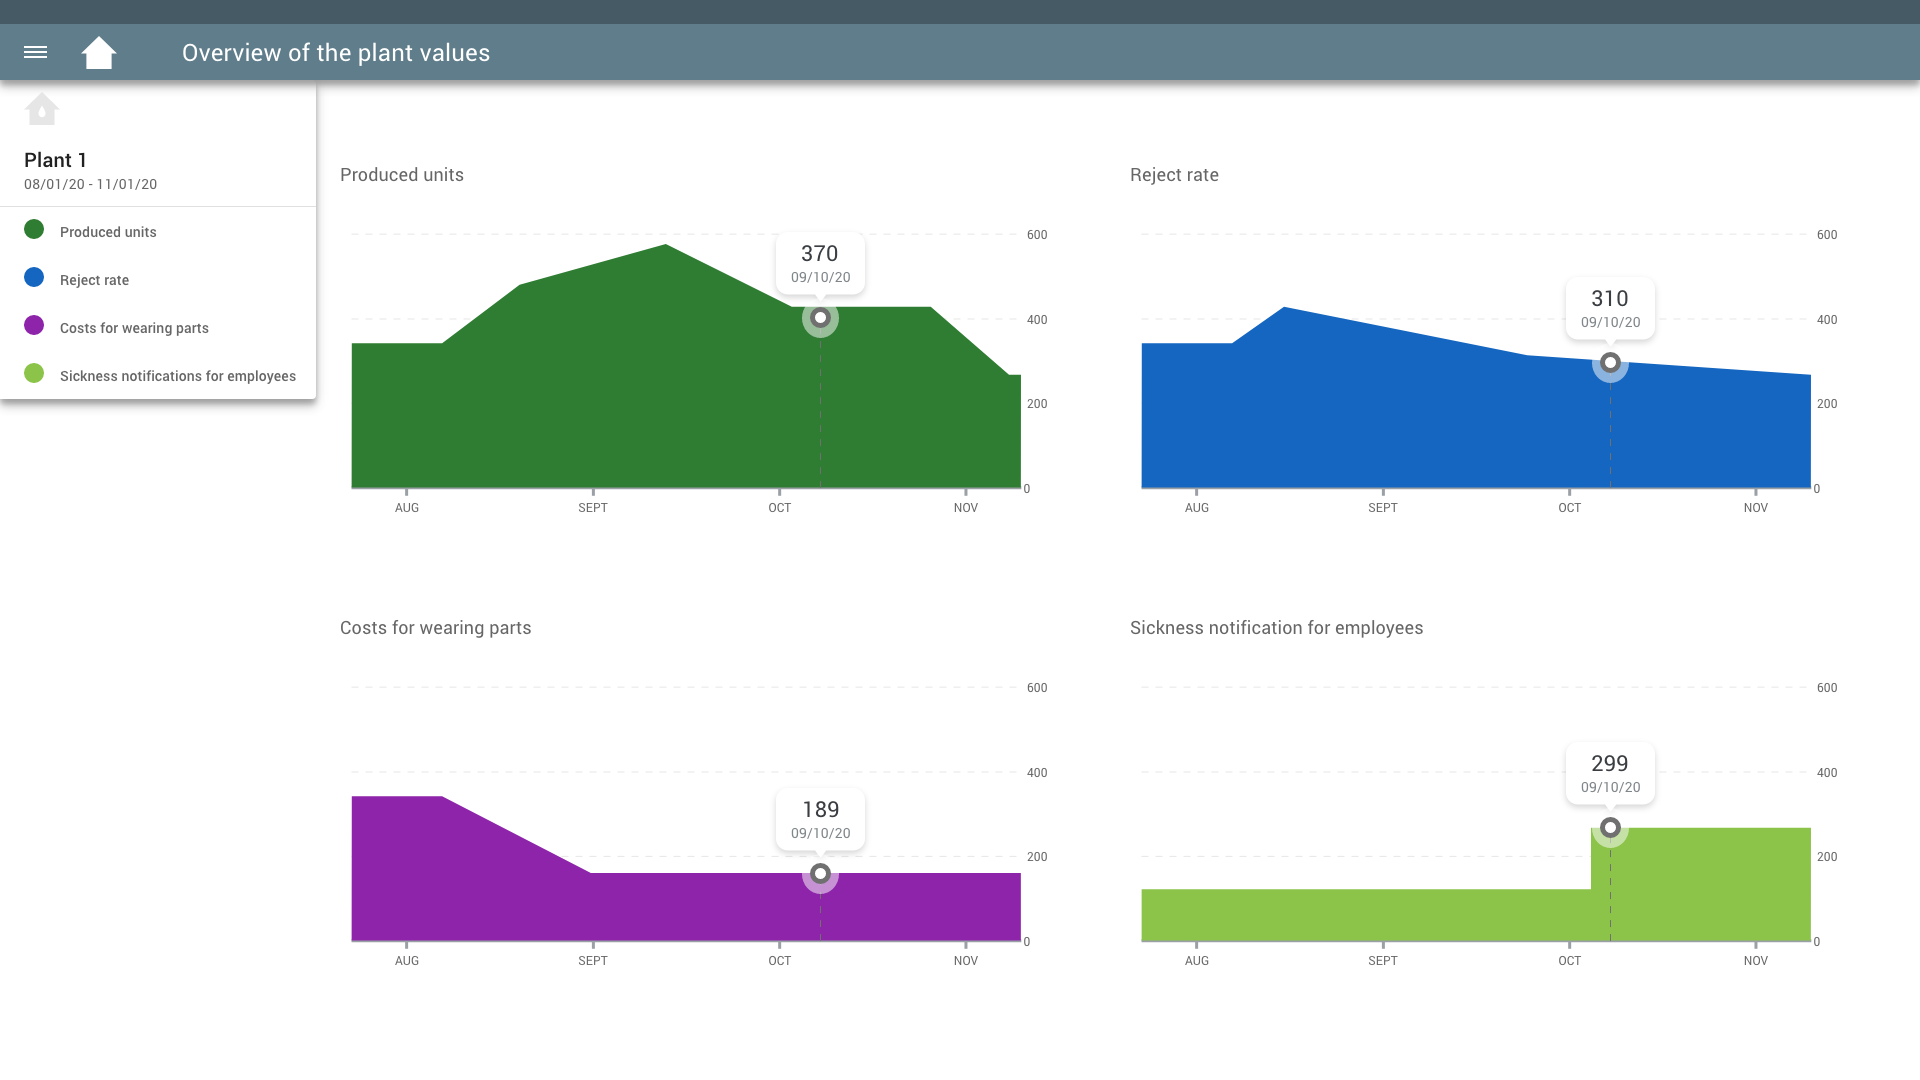 Overview of the plant values
Plant 1
08/01/20 - 11/01/20
Produced units
Reject rate
Costs for wearing parts
Sickness notifications for employees
Produced units
600
400
200
0
370
09/10/20
AUG
SEPT
OCT
NOV
Reject rate
600
400
200
0
310
09/10/20
AUG
SEPT
OCT
NOV
Costs for wearing parts
600
400
200
0
189
09/10/20
AUG
SEPT
OCT
NOV
Sickness notification for employees
600
400
200
0
299
09/10/20
AUG
SEPT
OCT
NOV